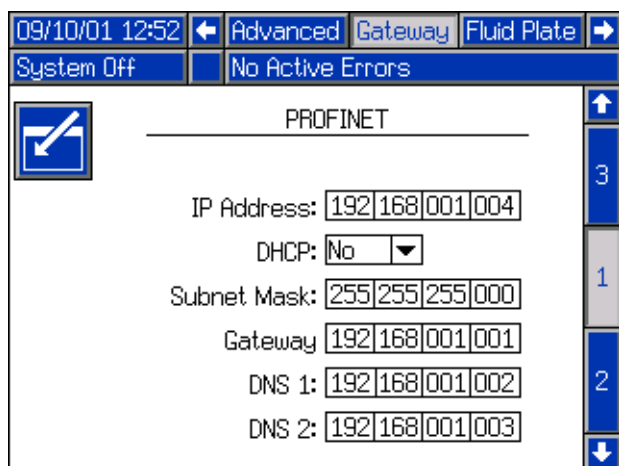 09/10/01 12:52 Advanced Gateway Fluid Plate
System Off No Active Errors
PROFINET
3
IP Address: 192 168 001 004
DHCP: No
1
Subnet Mask: 255 255 255 000
Gateway 192 168 001 001
DNS 1: 192 168 001 002
2
DNS 2: 192 168 001 003